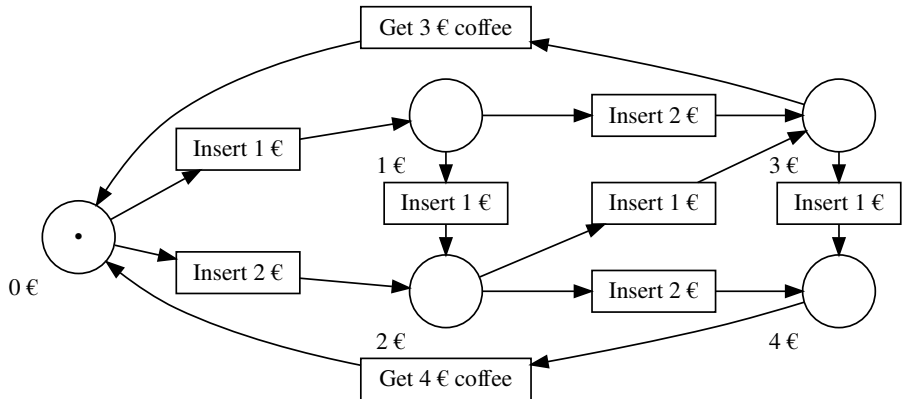 Get 3 € coffee
Insert 1 €
Insert 2 €
1 €
3 €
Insert 1 €
Insert 1 €
Insert 1 €
0 €
Insert 2 €
Insert 2 €
2 €
4 €
Get 4 € coffee